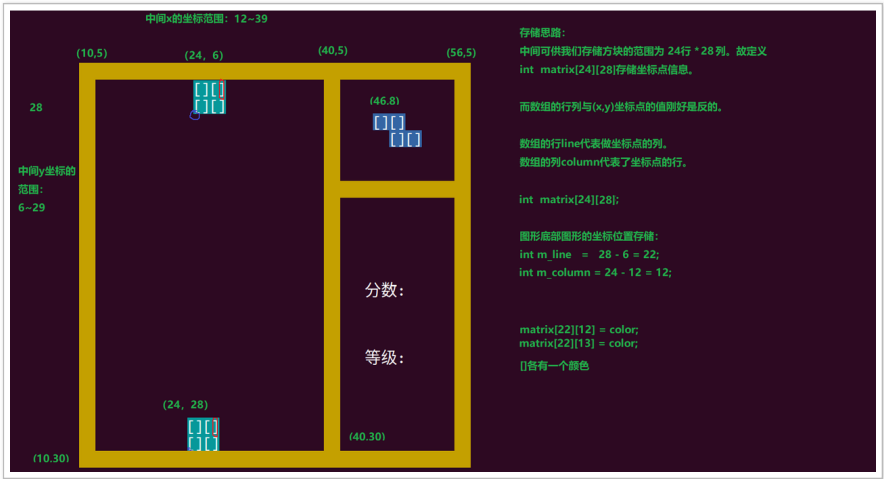 中间x的坐标范围：12~39
(10,5)
(24，6)
(40,5)
(56,5)
[][]
[][]
28
(46.8)
[][]
[][]
中间y坐标的
范围：
6~29
分数：
等级：
(24，28)
[][]
[][]
(10.30)
(40.30)
存储思路：
中间可供我们存储方块的范围为 24行 *28 列。故定义
int matrix[24][28]存储坐标点信息。
而数组的行列与(x,y)坐标点的值刚好是反的。
数组的行line代表做坐标点的列。
数组的列column代表了坐标点的行。
int matrix[24][28];
图形底部图形的坐标位置存储：
int m_line = 28 - 6 = 22;
int m_column = 24 - 12 = 12;
matrix[22][12] = color;
matrix[22][13] = color;
[]各有一个颜色